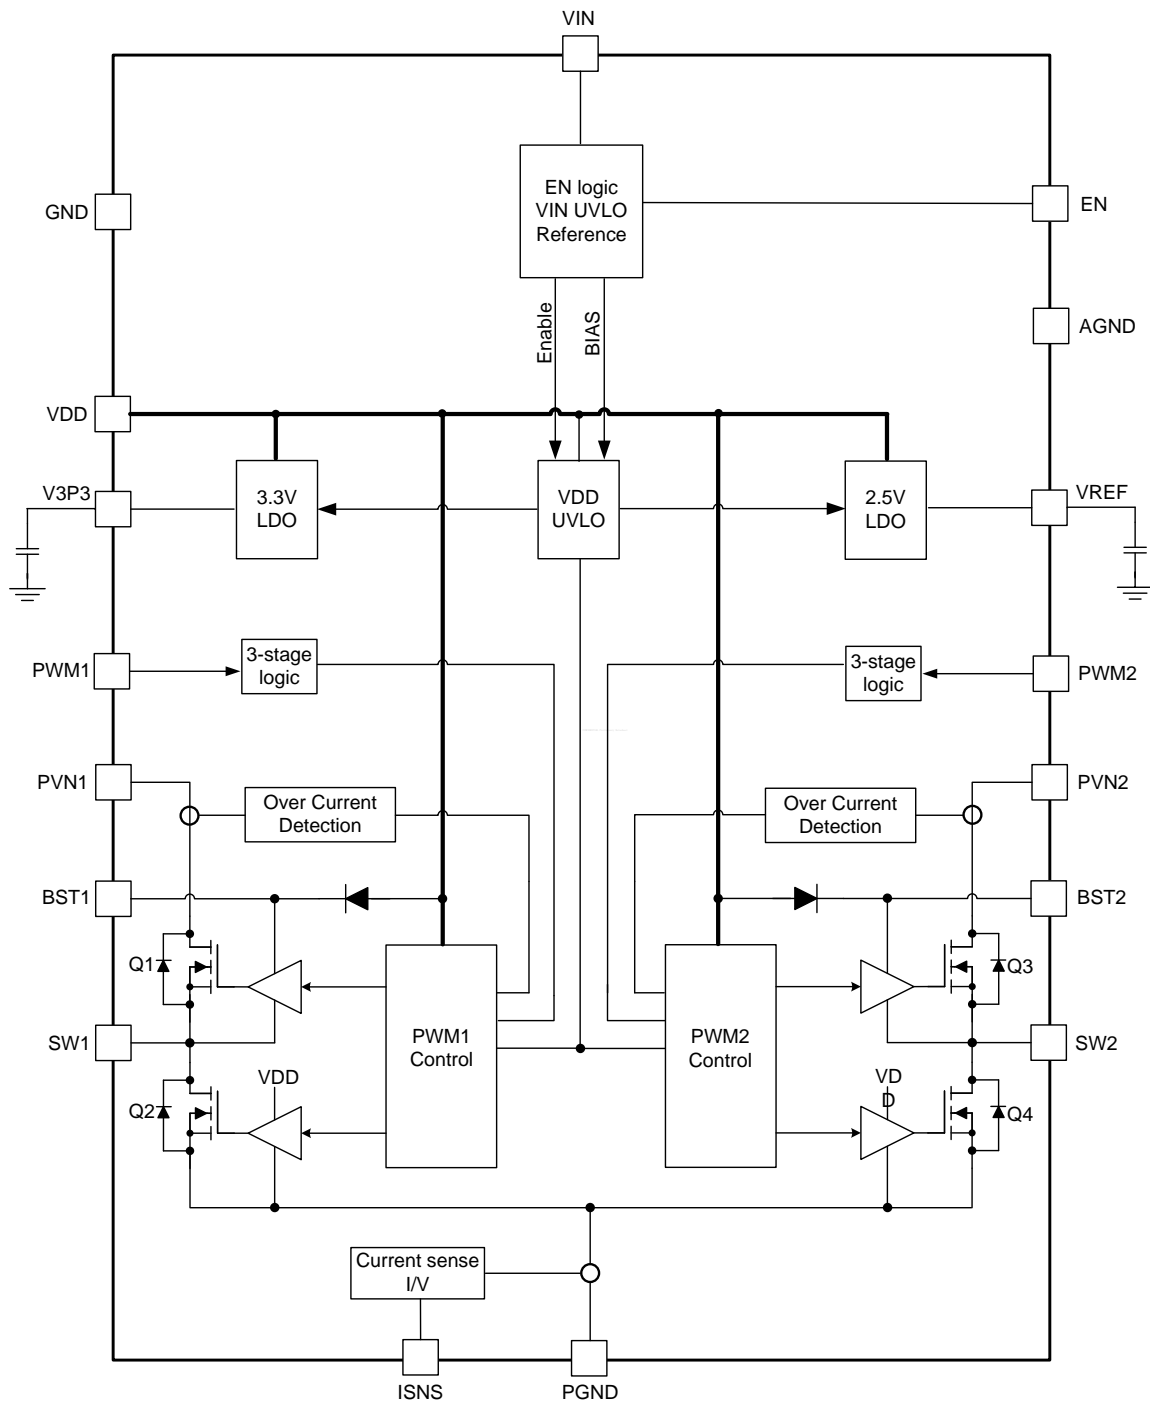 VIN
EN logic
VIN UVLO
Reference
GND
EN
Enable
BIAS
AGND
VDD
V3P3
3.3V
LDO
VDD
UVLO
2.5V
LDO
VREF
PWM1
3-stage
logic
3-stage
logic
PWM2
PVN1
Over Current
Detection
Over Current
Detection
PVN2
BST1
BST2
Q1
Q3
SW1
PWM1
Control
PWM2
Control
SW2
VDD
VD
D
Q2
Q4
Current sense
I/V
ISNS
PGND